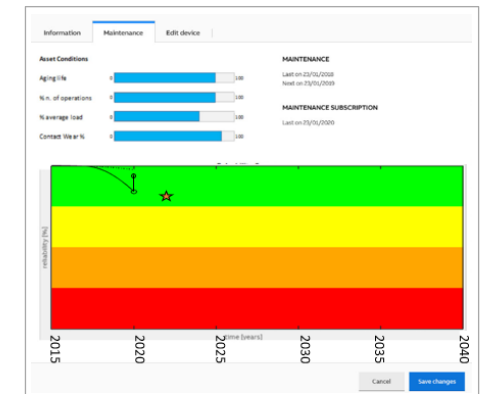 Information Maintenance Edit device
Asset Conditions
MAINTENANCE
Aging life 0 100
Last on 23/01/2018
Next on 23/01/2019
% n. of operations 0 100
MAINTENANCE SUBSCRIPTION
% average load 0 100
Last on 23/01/2020
Contact Wear % 0 100
reliability [%]
Time [years]
2015 2020 2025 2030 2035 2040
Cancel Save changes